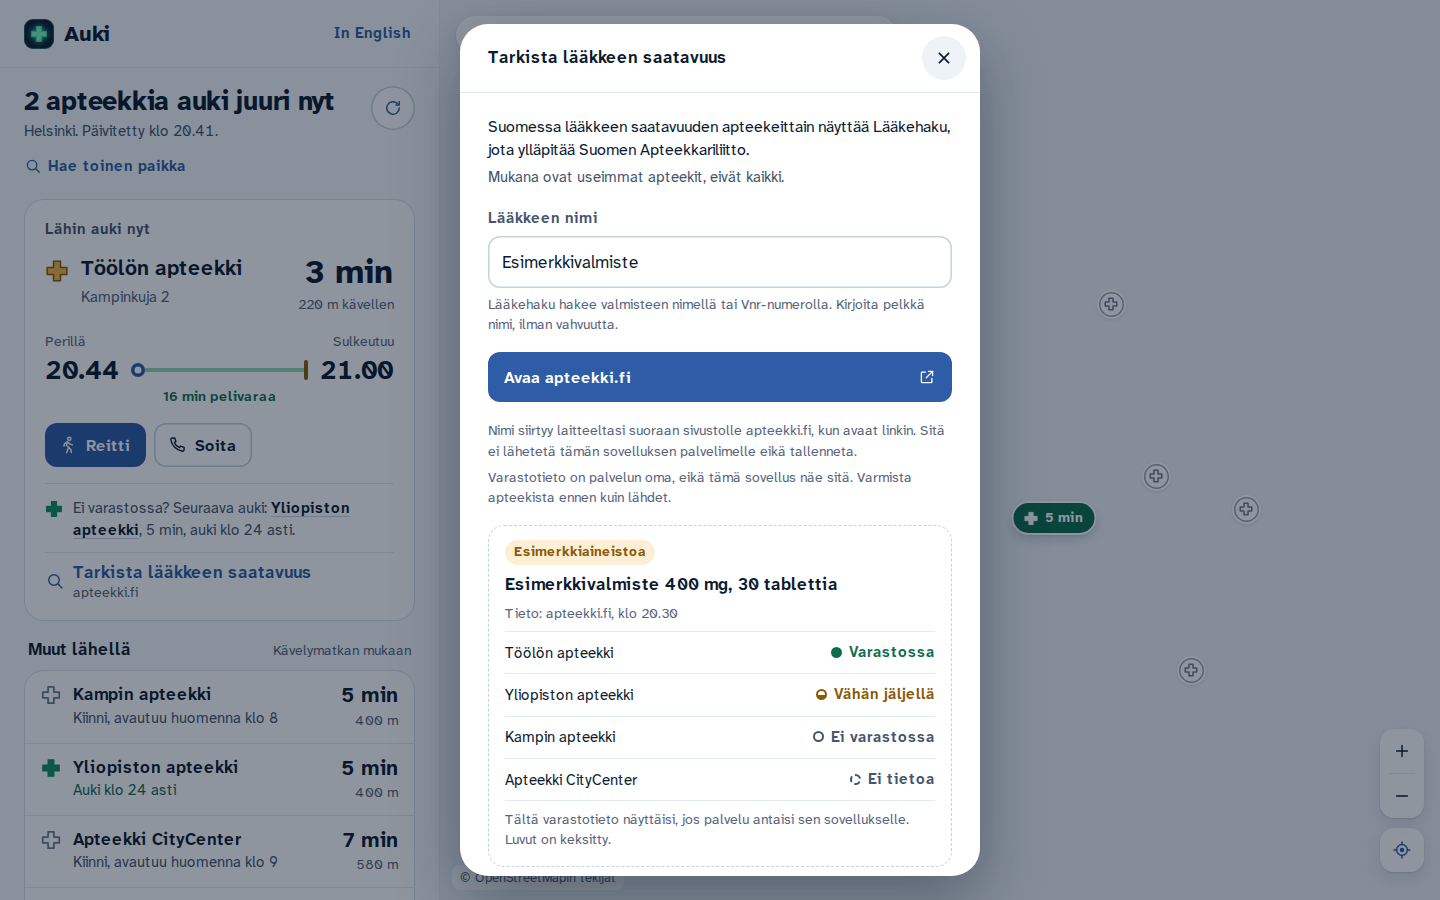 Auki
In English
2 apteekkia auki juuri nyt
Helsinki. Päivitetty klo 20.41.
Hae toinen paikka
Lähin auki nyt
Töölön apteekki
3 min
Kampinkuja 2
220 m kävellen
Perillä
Sulkeutuu
20.44
21.00
16 min pelivaraa
Reitti
Soita
Ei varastossa? Seuraava auki: Yliopiston
apteekki, 5 min, auki klo 24 asti.
Tarkista lääkkeen saatavuus
apteekki.fi
Muut lähellä
Kävelymatkan mukaan
Kampin apteekki
5 min
Kiinni, avautuu huomenna klo 8
400 m
Yliopiston apteekki
5 min
Auki klo 24 asti
400 m
Apteekki CityCenter
7 min
Kiinni, avautuu huomenna klo 9
580 m
Tarkista lääkkeen saatavuus
Suomessa lääkkeen saatavuuden apteekeittain näyttää Lääkehaku,
jota ylläpitää Suomen Apteekkariliitto.
Mukana ovat useimmat apteekit, eivät kaikki.
Lääkkeen nimi
Esimerkkivalmiste
Lääkehaku hakee valmisteen nimellä tai Vnr-numerolla. Kirjoita pelkkä
nimi, ilman vahvuutta.
Avaa apteekki.fi
Nimi siirtyy laitteeltasi suoraan sivustolle apteekki.fi, kun avaat linkin. Sitä
ei lähetetä tämän sovelluksen palvelimelle eikä tallenneta.
Varastotieto on palvelun oma, eikä tämä sovellus näe sitä. Varmista
apteekista ennen kuin lähdet.
Esimerkkiaineistoa
Esimerkkivalmiste 400 mg, 30 tablettia
Tieto: apteekki.fi, klo 20.30
Töölön apteekki
Varastossa
Yliopiston apteekki
Vähän jäljellä
Kampin apteekki
Ei varastossa
Apteekki CityCenter
Ei tietoa
Tältä varastotieto näyttäisi, jos palvelu antaisi sen sovellukselle.
Luvut on keksitty.
5 min
© OpenStreetMapin tekijät